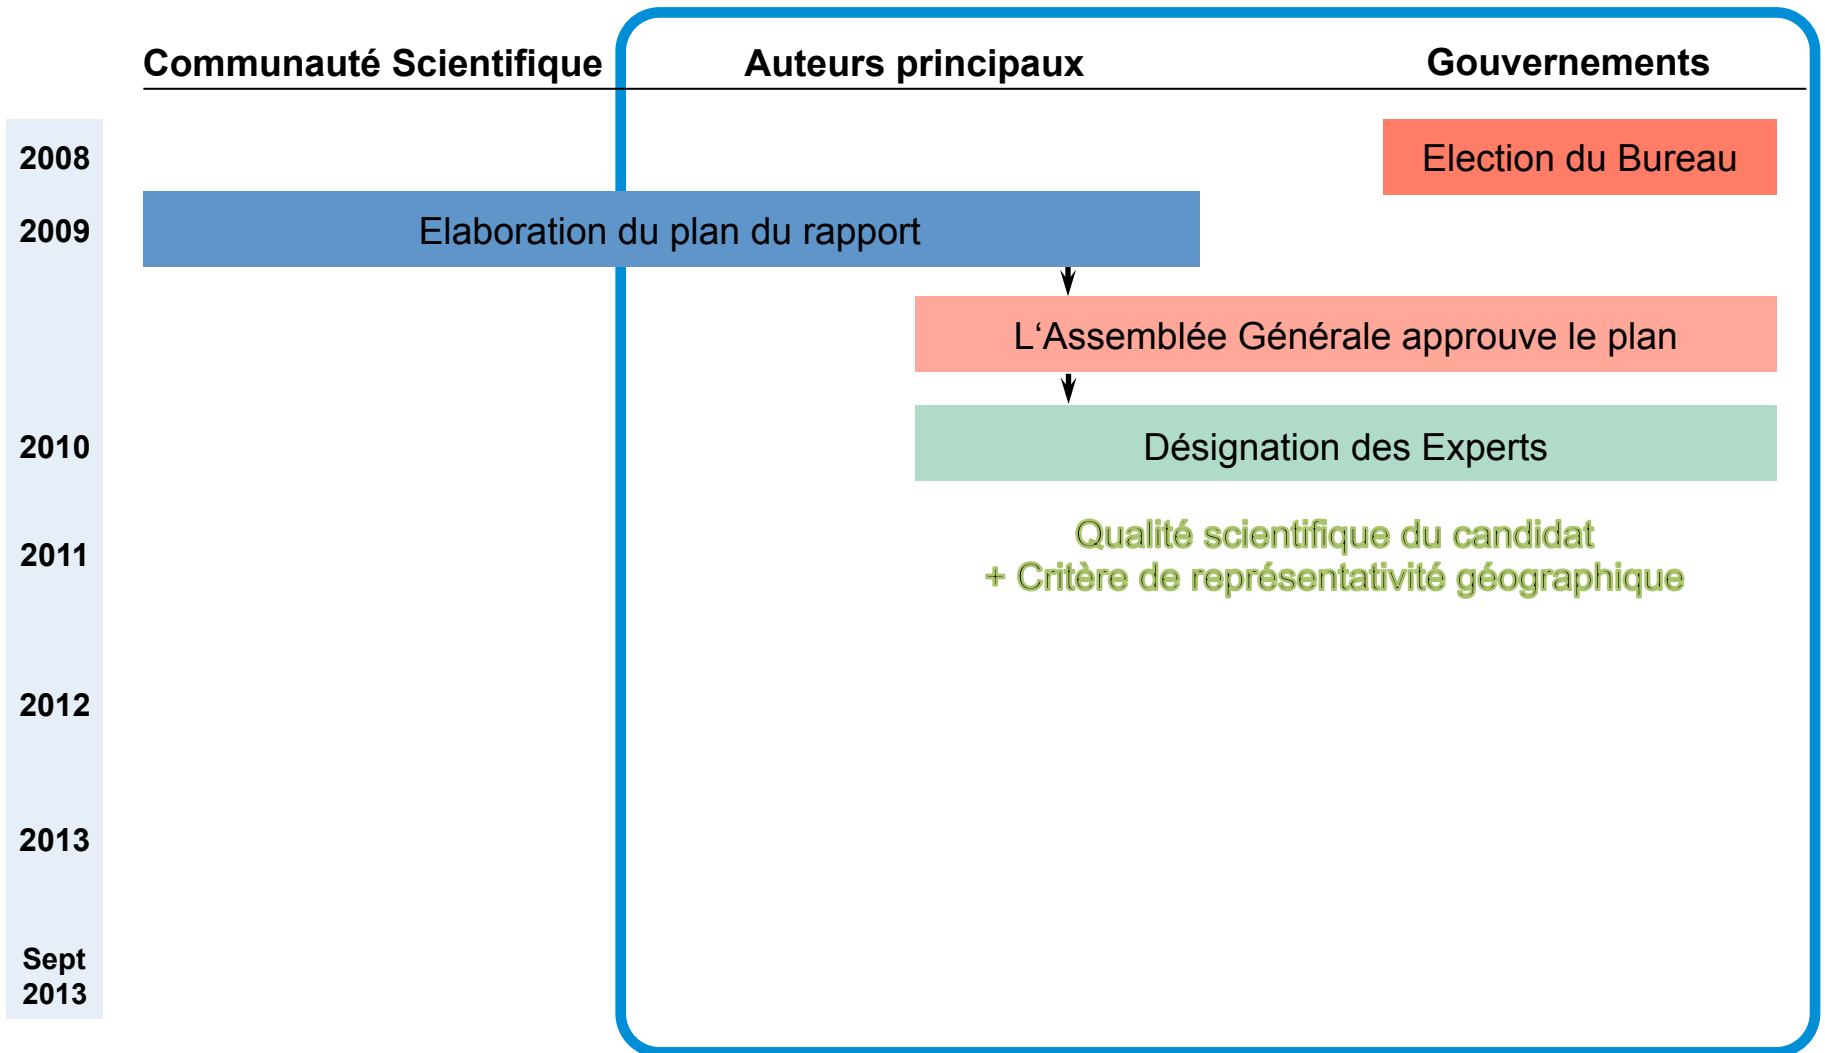 Communauté Scientifique
Auteurs principaux
Gouvernements
2008
Election du Bureau
2009
Elaboration du plan du rapport
L‘Assemblée Générale approuve le plan
2010
Désignation des Experts
2011
Qualité scientifique du candidat
+ Critère de représentativité géographique
2012
2013
Sept
2013